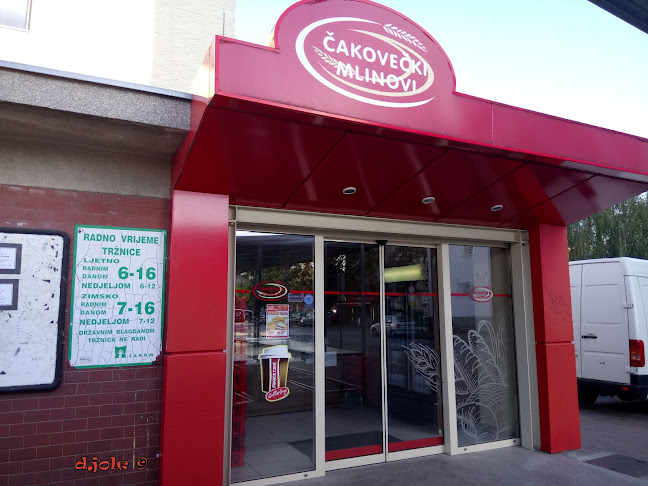 ČAKOVEČKI
MLINOVI
RADNO VRIJEME
TRŽNICE
LJETNO
RADNIM
DANOM 6-16
NEDJELJOM 6-12
ZIMSKO
RADNIM
DANOM 7-16
NEDJELJOM 7-12
DRŽAVNIM BLAGDANOM
TRŽNICA NE RADI
ČAKOM
djole 9